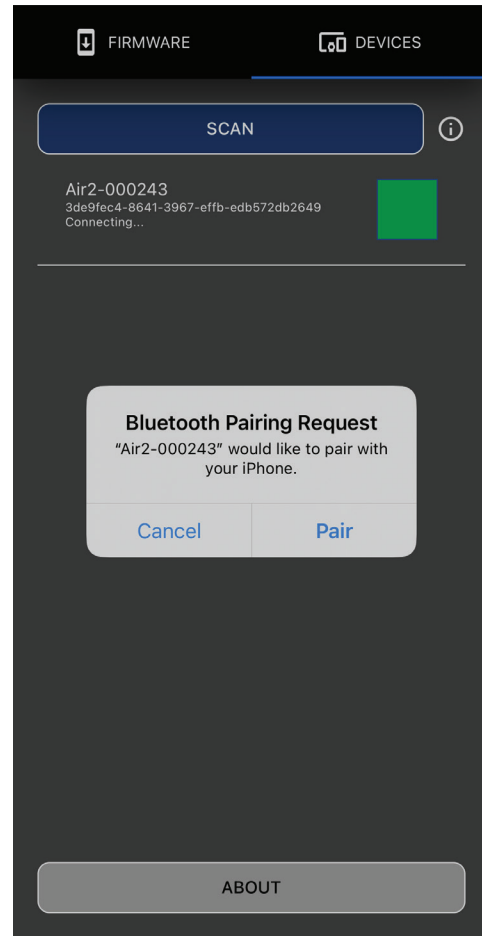 FIRMWARE
DEVICES
SCAN
Air2-000243
3de9fec4-8641-3967-effb-edb572db2649
Connecting...
Bluetooth Pairing Request
“Air2-000243” would like to pair with
your iPhone.
Cancel
Pair
ABOUT